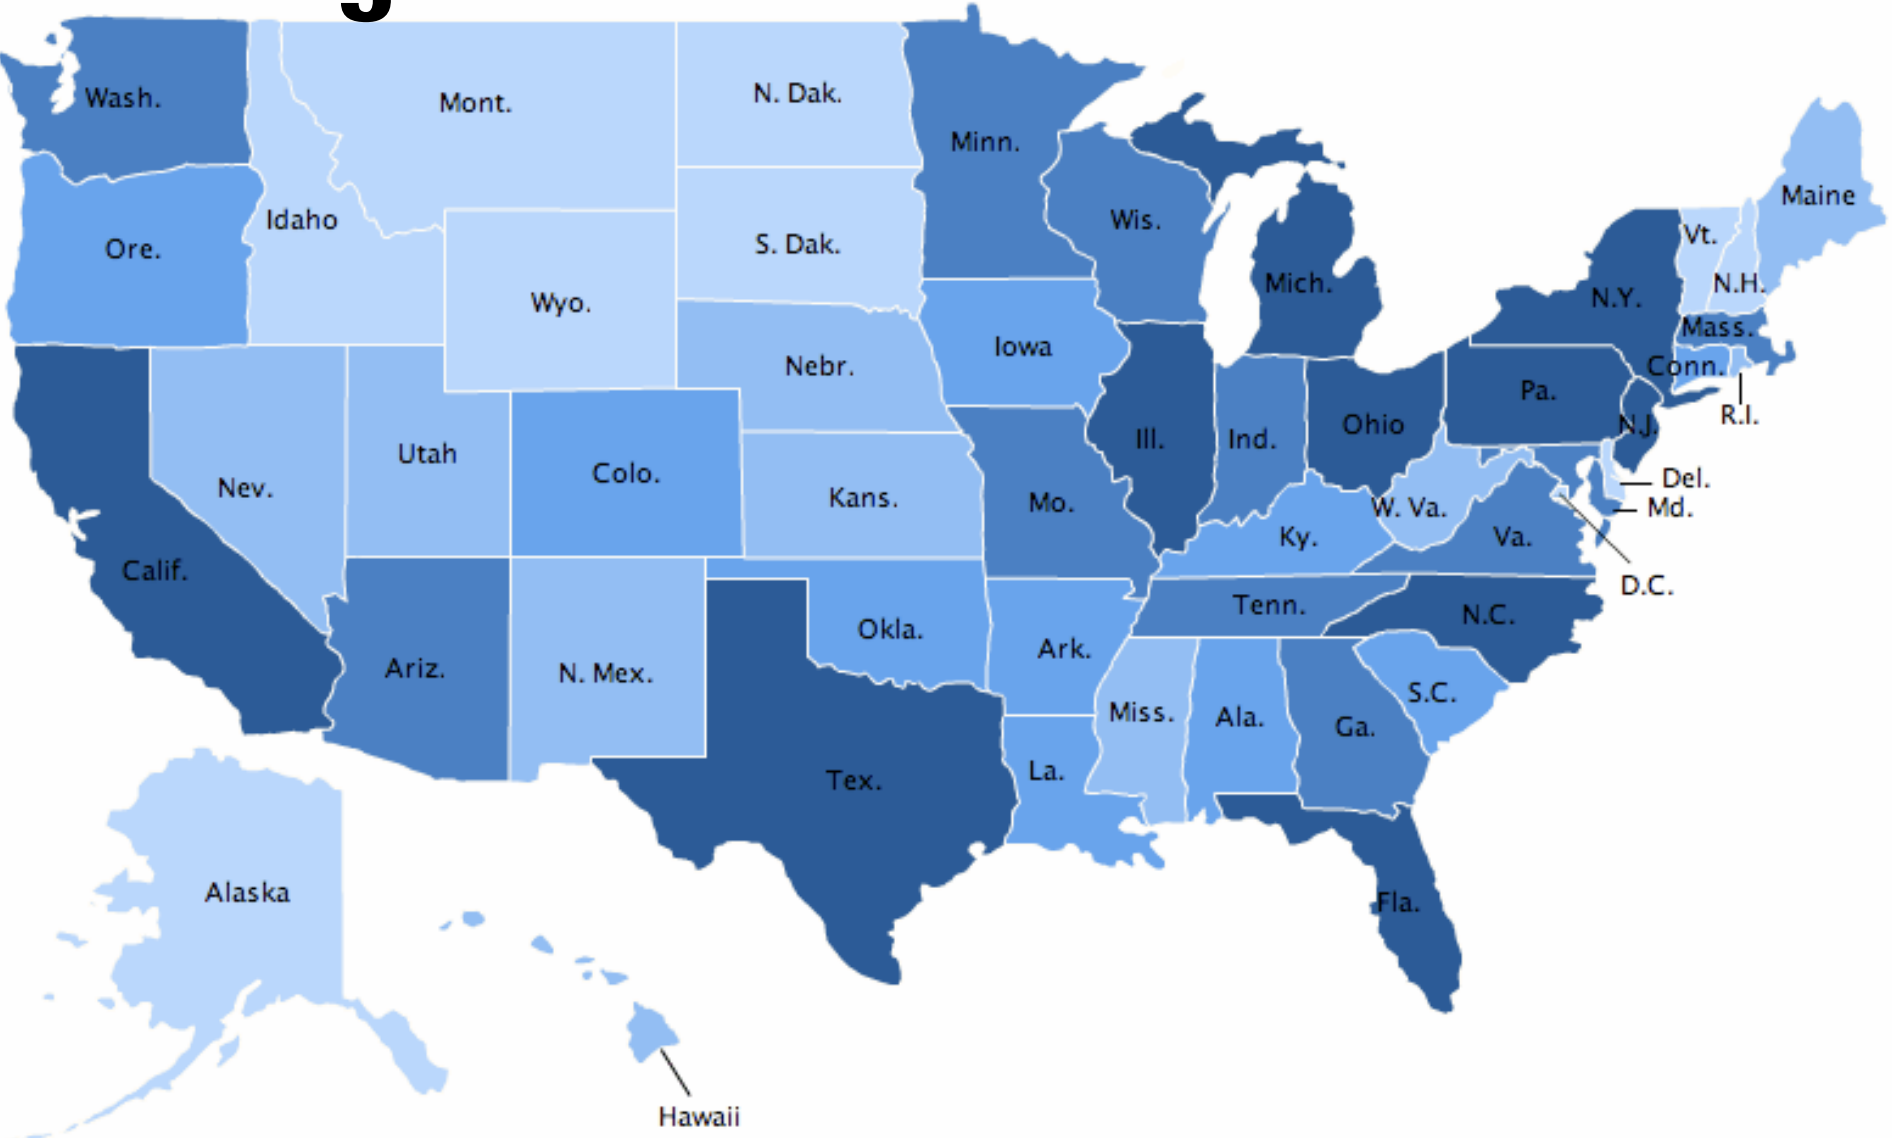 Wash.
Mont.
N. Dak.
Minn.
Idaho
Ore.
Wyo.
S. Dak.
Wis.
Mich.
Maine
Vt.
N.H.
N.Y.
Mass.
Conn.
R.I.
Iowa
Nebr.
Pa.
N.J.
Ohio
Ill.
Ind.
Nev.
Utah
Colo.
Kans.
Mo.
W. Va.
Del.
Md.
Ky.
Va.
D.C.
Calif.
Tenn.
N.C.
Okla.
Ark.
Ariz.
N. Mex.
Miss.
Ala.
Ga.
S.C.
Tex.
La.
Fla.
Alaska
Hawaii